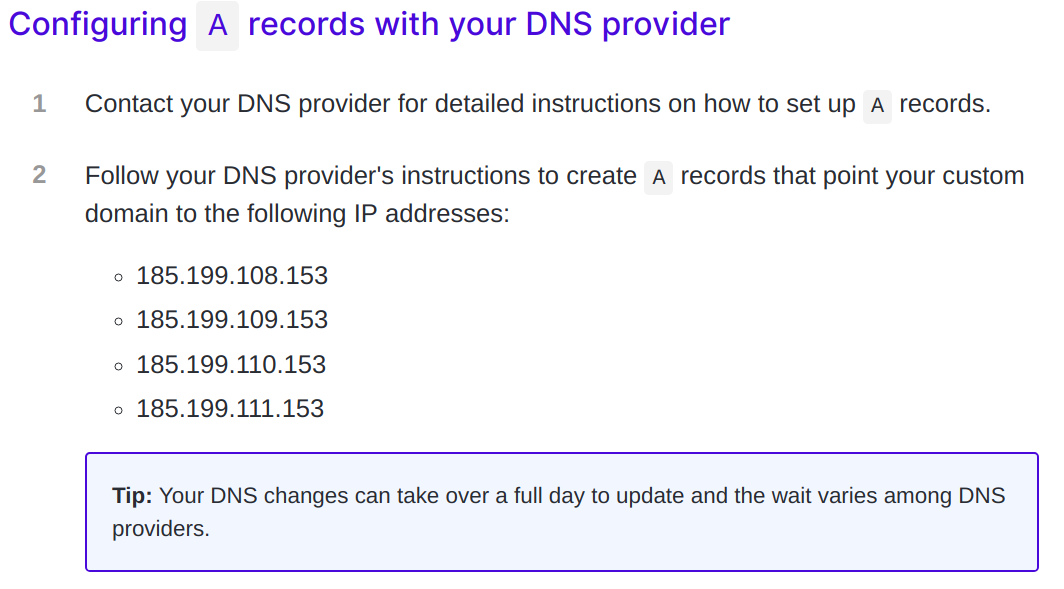 Configuring A records with your DNS provider
1 Contact your DNS provider for detailed instructions on how to set up A records.
2 Follow your DNS provider's instructions to create A records that point your custom
domain to the following IP addresses:
185.199.108.153
185.199.109.153
185.199.110.153
185.199.111.153
Tip: Your DNS changes can take over a full day to update and the wait varies among DNS
providers.